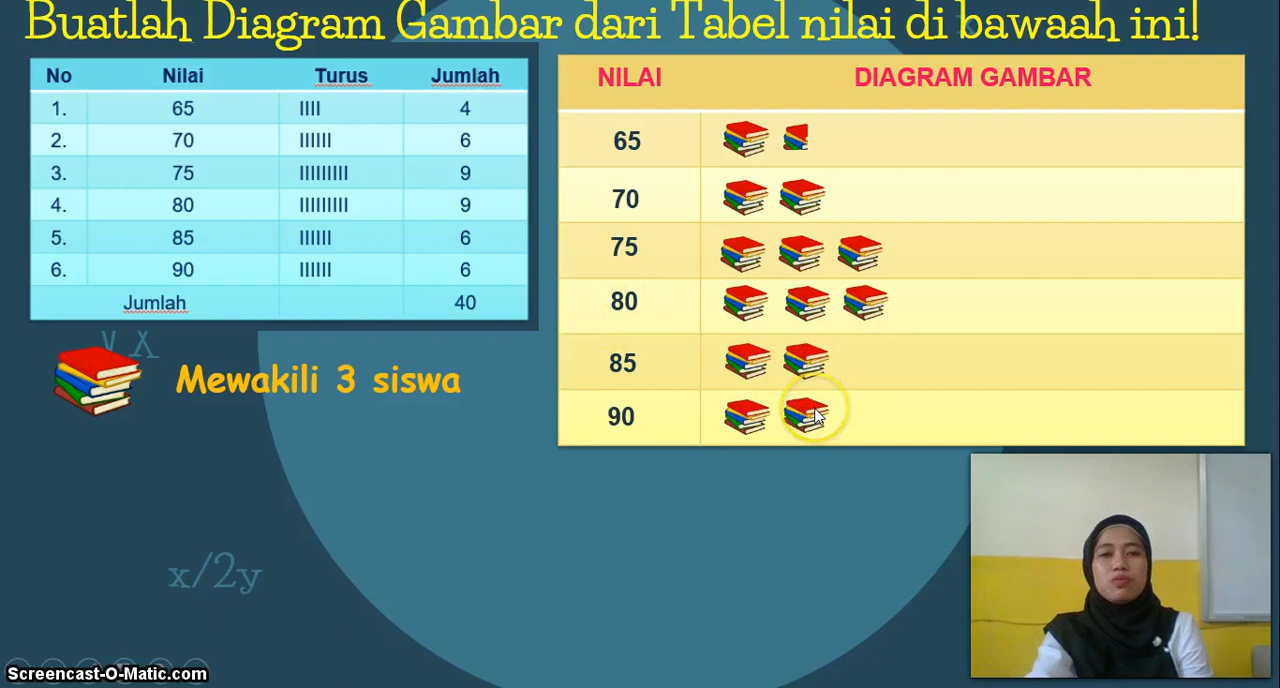 Buatlah Diagram Gambar dari Tabel nilai di bawaah ini!
No Nilai Turus Jumlah
1. 65 IIII 4
2. 70 IIIIII 6
3. 75 IIIIIIIII 9
4. 80 IIIIIIIII 9
5. 85 IIIIII 6
6. 90 IIIIII 6
Jumlah 40
Mewakili 3 siswa
NILAI DIAGRAM GAMBAR
65
70
75
80
85
90
x/2y
Screencast-O-Matic.com